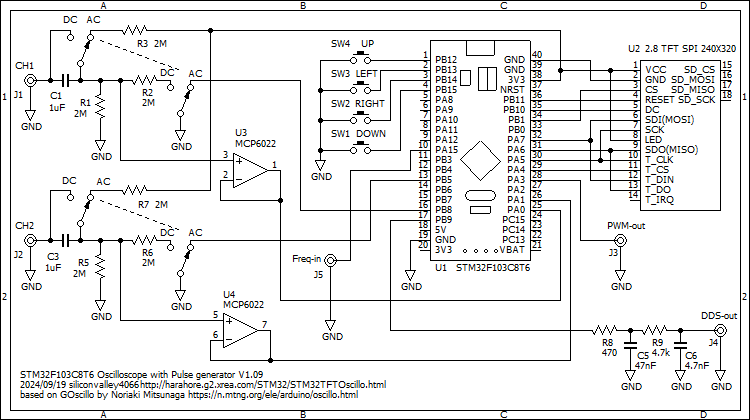 A B C D
DC AC
R3 2M
CH1
J1
GND
C1
1uF
R1
2M
GND
R2
2M
DC AC
GND
U3
MCP6022
3
2
1
SW4 UP
SW3 LEFT
SW2 RIGHT
SW1 DOWN
GND
1 PB12
2 PB13
3 PB14
4 PB15
5 PA8
6 PA9
7 PA10
8 PA11
9 PA12
10 PA15
11 PB3
12 PB4
13 PB5
14 PB6
15 PB7
16 PB8
17 PB9
18 5V
19 GND
20 3V3
GND 40
GND 39
3V3 38
NRST 37
PB11 36
PB10 35
PB1 34
PB0 33
PA7 32
PA6 31
PA5 30
PA4 29
PA3 28
PA2 27
PA1 26
PA0 25
PC15 24
PC14 23
PC13 22
VBAT 21
U1 STM32F103C8T6
GND
U2 2.8 TFT SPI 240X320
1 VCC
2 GND
3 CS
4 RESET
5 DC
6 SDI(MOSI)
7 SCK
8 LED
9 SDO(MISO)
10 T_CLK
11 T_CS
12 T_DIN
13 T_DO
14 T_IRQ
SD_CS 15
SD_MOSI 16
SD_MISO 17
SD_SCK 18
DC AC
R7 2M
CH2
J2
GND
C3
1uF
R5
2M
GND
R6
2M
DC AC
GND
U4
MCP6022
5
6
7
Freq-in
J5
GND
PWM-out
J3
GND
DDS-out
J4
GND
R8
470
C5
47nF
GND
R9
4.7k
C6
4.7nF
GND
1 1
2 2
STM32F103C8T6 Oscilloscope with Pulse generator V1.09
2024/09/19 siliconvalley4066http://harahore.g2.xrea.com/STM32/STM32TFTOscillo.html
based on GOscillo by Noriaki Mitsunaga https://n.mtng.org/ele/arduino/oscillo.html
A B C D